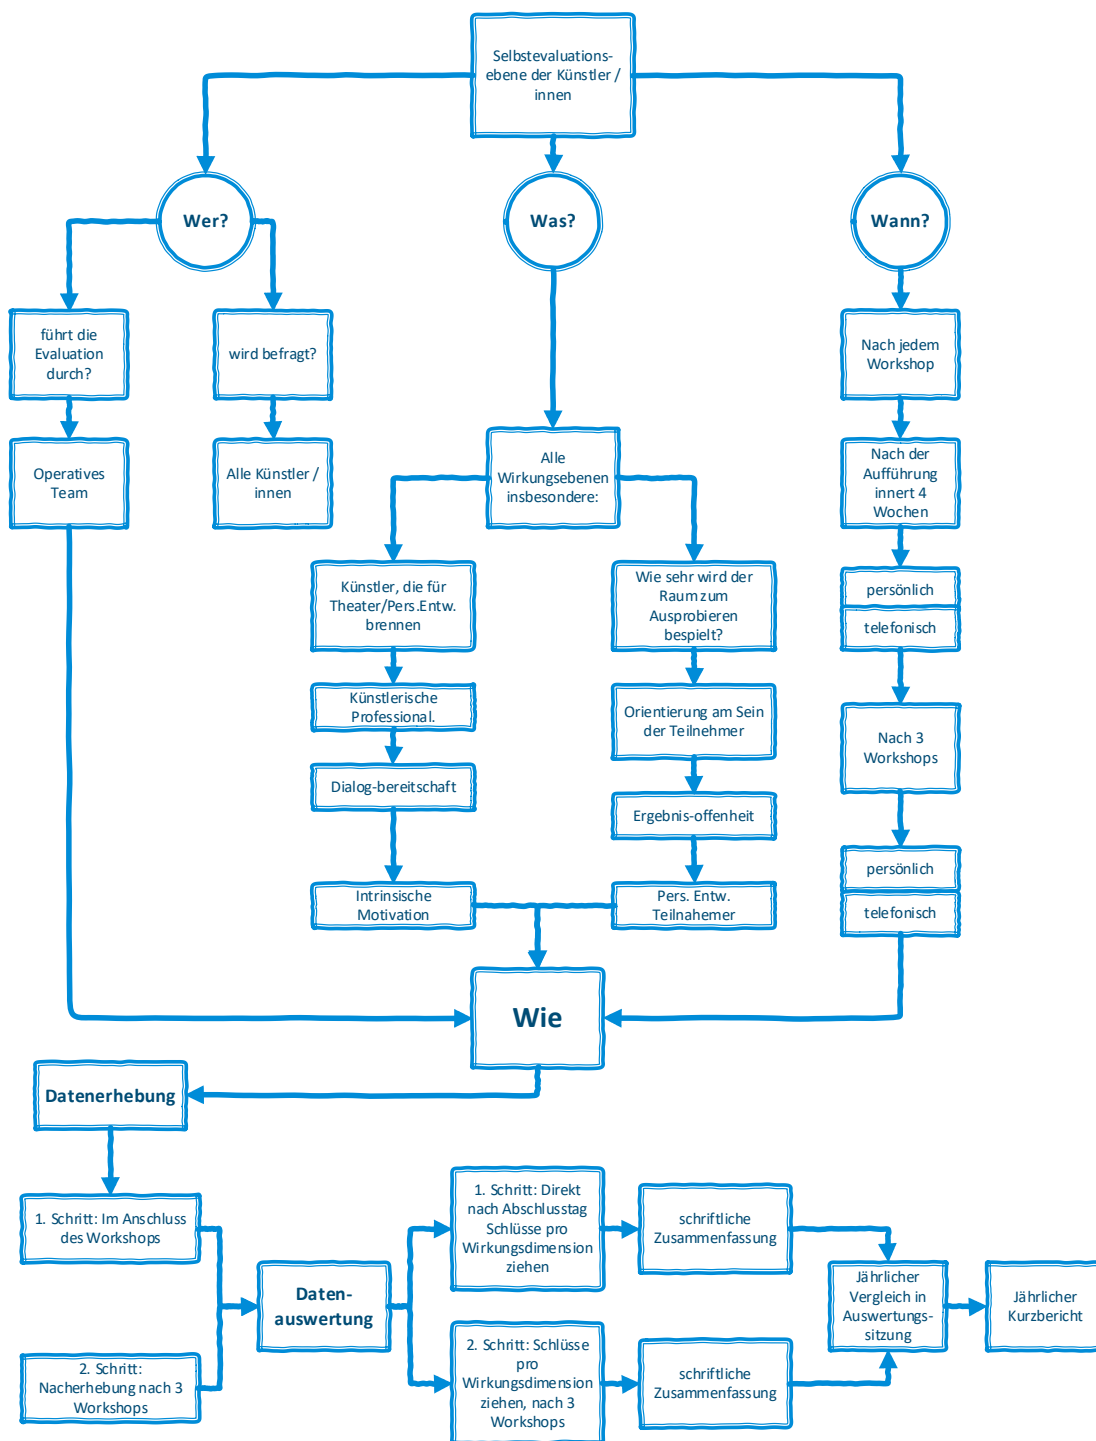 Selbstevaluations-
ebene der Künstler /
innen
Wer?
Was?
Wann?
führt die
Evaluation
durch?
wird befragt?
Nach jedem
Workshop
Operatives
Team
Alle Künstler /
innen
Alle
Wirkungsebenen
insbesondere:
Nach der
Aufführung
innert 4
Wochen
Künstler, die für
Theater/Pers.Entw.
brennen
Wie sehr wird der
Raum zum
Ausprobieren
bespielt?
persönlich
telefonisch
Künstlerische
Professional.
Orientierung am Sein
der Teilnehmer
Nach 3
Workshops
Dialog-bereitschaft
Ergebnis-offenheit
persönlich
telefonisch
Intrinsische
Motivation
Pers. Entw.
Teilnahemer
Wie
Datenerhebung
1. Schritt: Im Anschluss
des Workshops
2. Schritt:
Nacherhebung nach 3
Workshops
Daten-
auswertung
1. Schritt: Direkt
nach Abschlusstag
Schlüsse pro
Wirkungsdimension
ziehen
schriftliche
Zusammenfassung
2. Schritt: Schlüsse
pro
Wirkungsdimension
ziehen, nach 3
Workshops
schriftliche
Zusammenfassung
Jährlicher
Vergleich in
Auswertungs-
sitzung
Jährlicher
Kurzbericht